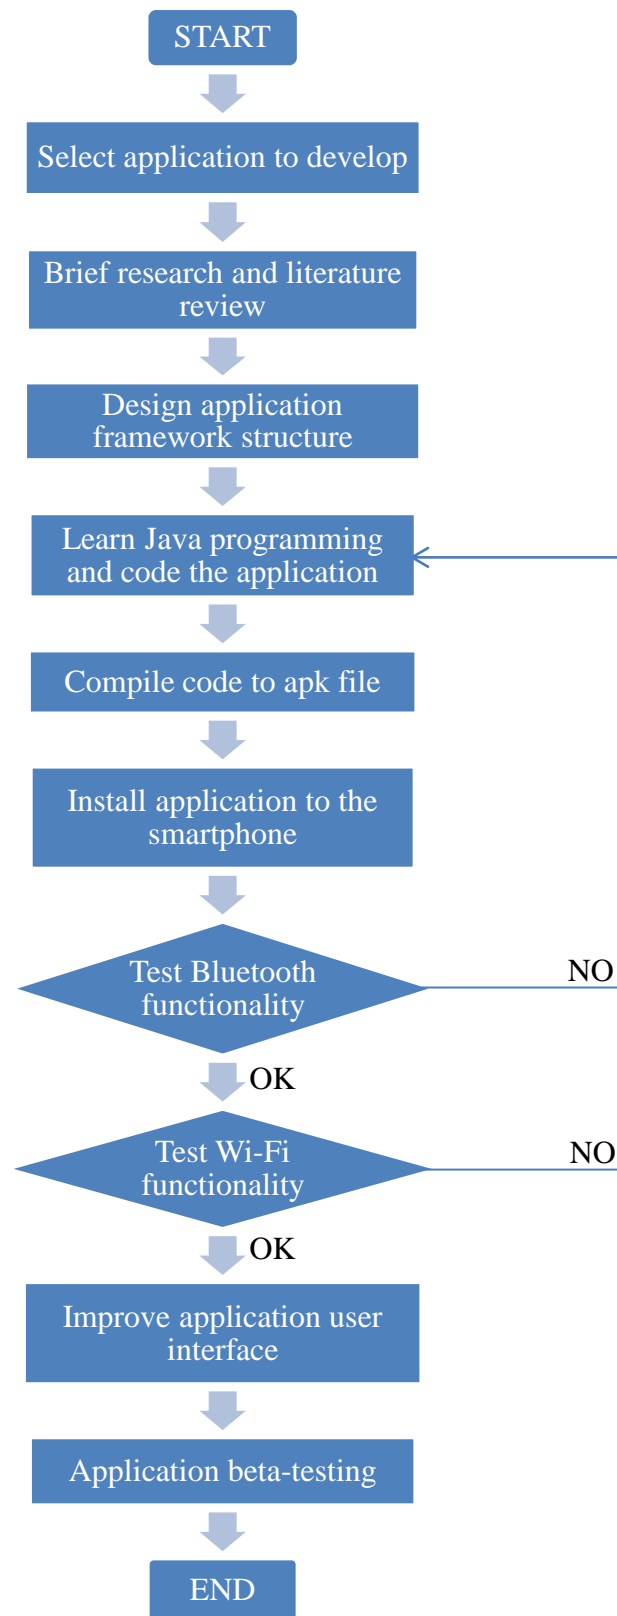 START
Select application to develop
Brief research and literature
review
Design application
framework structure
Learn Java programming
and code the application
Compile code to apk file
Install application to the
smartphone
Test Bluetooth
functionality
NO
OK
Test Wi-Fi
functionality
NO
OK
Improve application user
interface
Application beta-testing
END